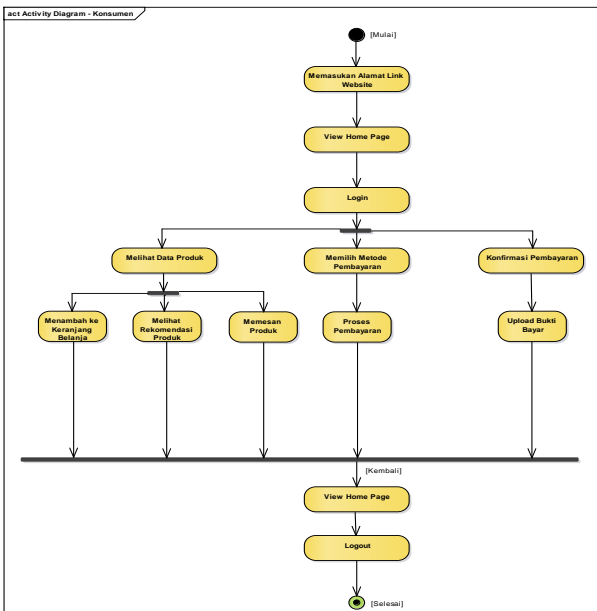 act Activity Diagram - Konsumen
[Mulai]
Memasukan Alamat Link
Website
View Home Page
Login
Melihat Data Produk
Memilih Metode
Pembayaran
Konfirmasi Pembayaran
Menambah ke
Keranjang
Belanja
Melihat
Rekomendasi
Produk
Memesan
Produk
Proses
Pembayaran
Upload Bukti
Bayar
[Kembali]
View Home Page
Logout
[Selesai]